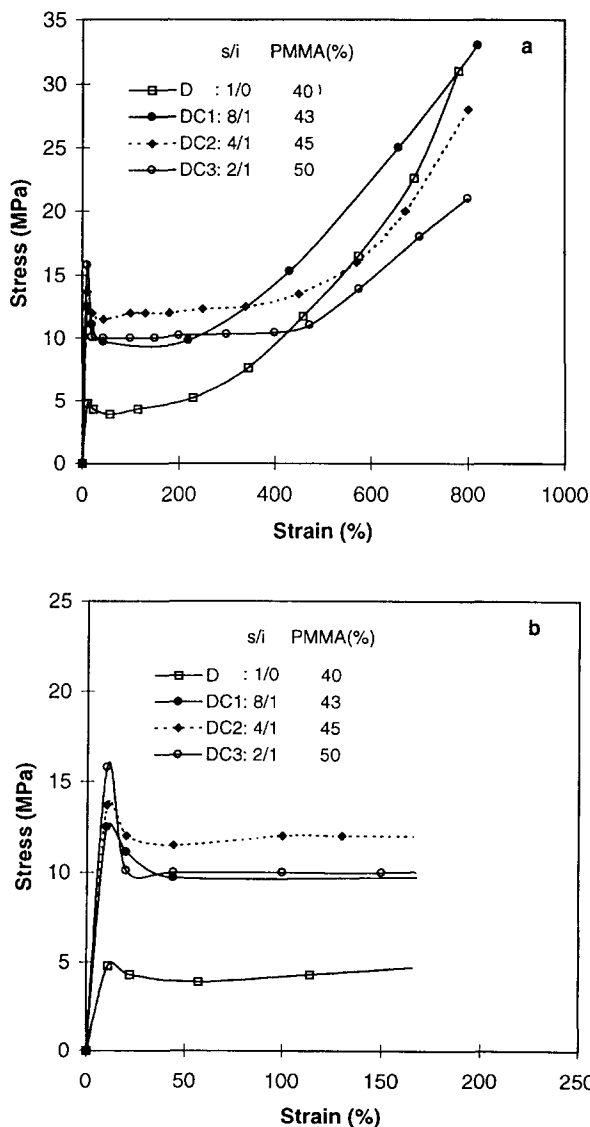 35
30
25
20
15
10
5
0
Stress (MPa)
a
s/i PMMA(%)
D : 1/0 40
DC1: 8/1 43
DC2: 4/1 45
DC3: 2/1 50
0 200 400 600 800 1000
Strain (%)
25
20
15
10
5
0
Stress (MPa)
b
s/i PMMA(%)
D : 1/0 40
DC1: 8/1 43
DC2: 4/1 45
DC3: 2/1 50
0 50 100 150 200 250
Strain (%)